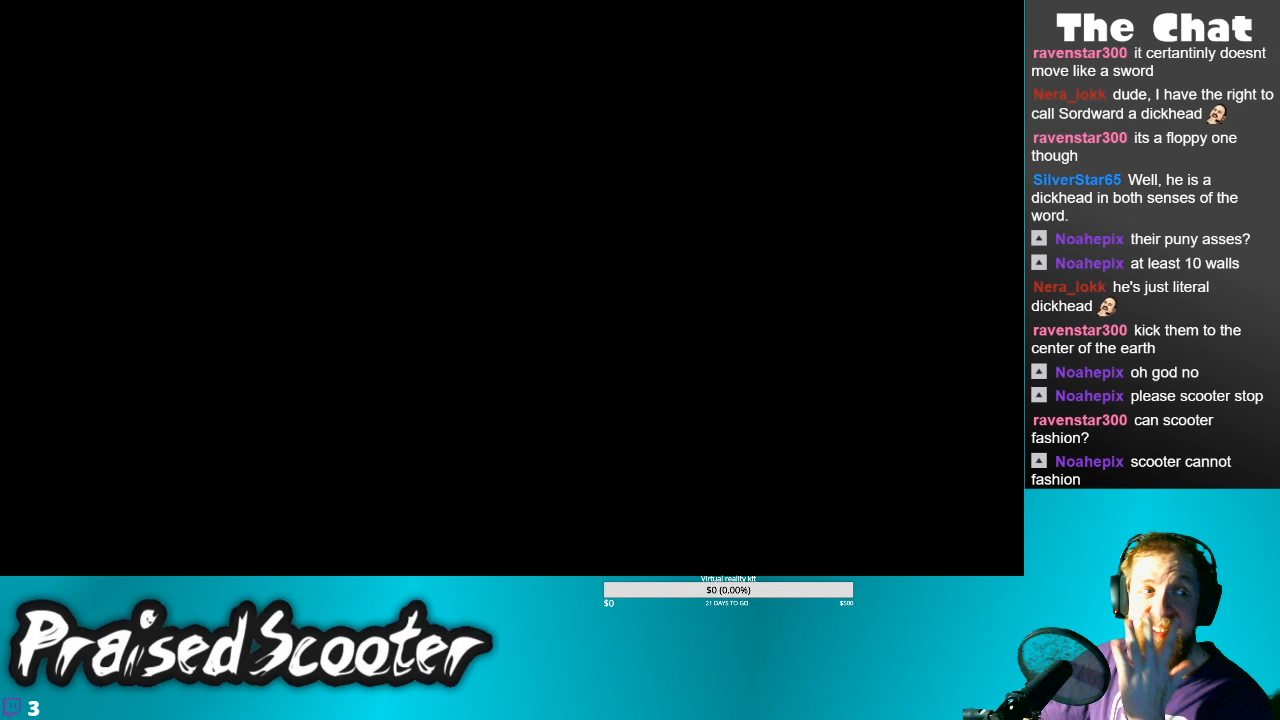 The Chat
ravenstar300 it certantinly doesnt
move like a sword
Nera_lokk dude, I have the right to
call Sordward a dickhead
ravenstar300 its a floppy one
though
SilverStar65 Well, he is a
dickhead in both senses of the
word.
Noahepix their puny asses?
Noahepix at least 10 walls
Nera_lokk he's just literal
dickhead
ravenstar300 kick them to the
center of the earth
Noahepix oh god no
Noahepix please scooter stop
ravenstar300 can scooter
fashion?
Noahepix scooter cannot
fashion
Virtual reality kit
$0 (0.00%)
$0 21 DAYS TO GO $500
Praised Scooter
3